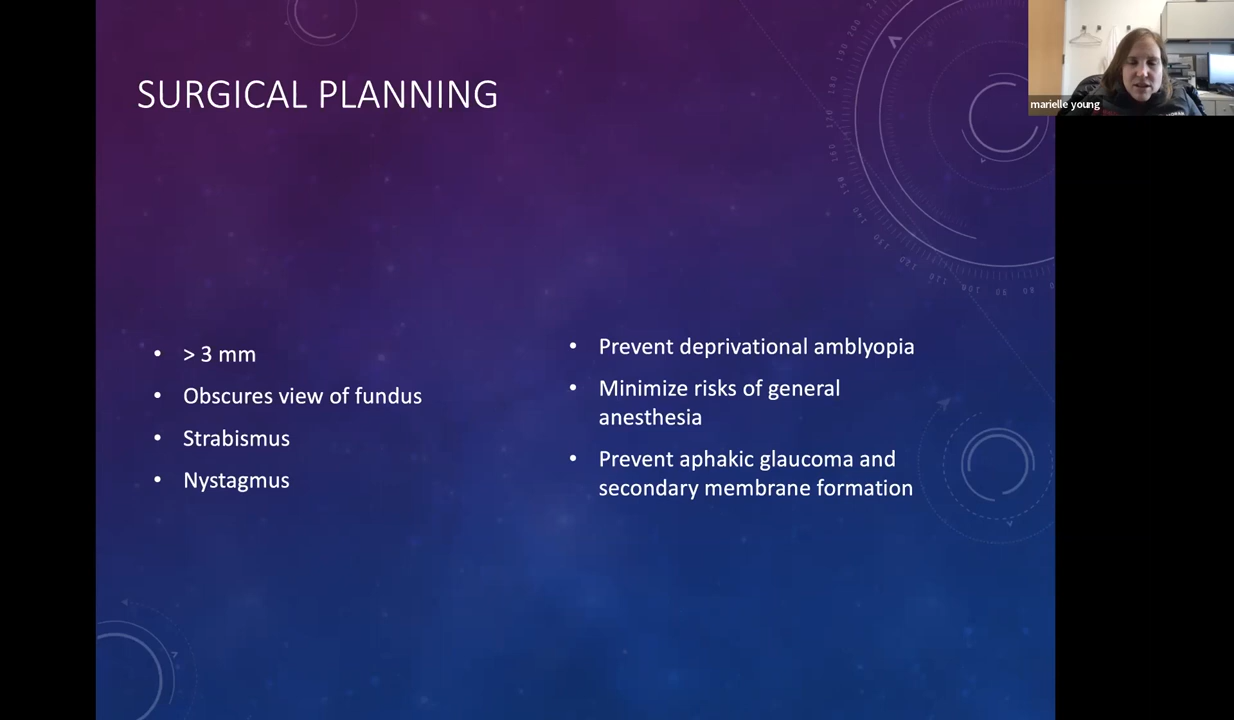 SURGICAL PLANNING
marielle young
• > 3 mm
• Obscures view of fundus
• Strabismus
• Nystagmus
• Prevent deprivational amblyopia
• Minimize risks of general
anesthesia
• Prevent aphakic glaucoma and
secondary membrane formation